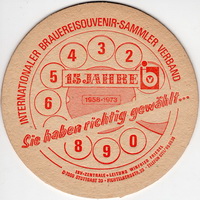 INTERNATIONALER BRAUEREISOUVENIR-SAMMLER VERBAND
5 4 3 2
6
15 JAHRE
1958-1973
7
Sie haben richtig gewählt...
8 9 0